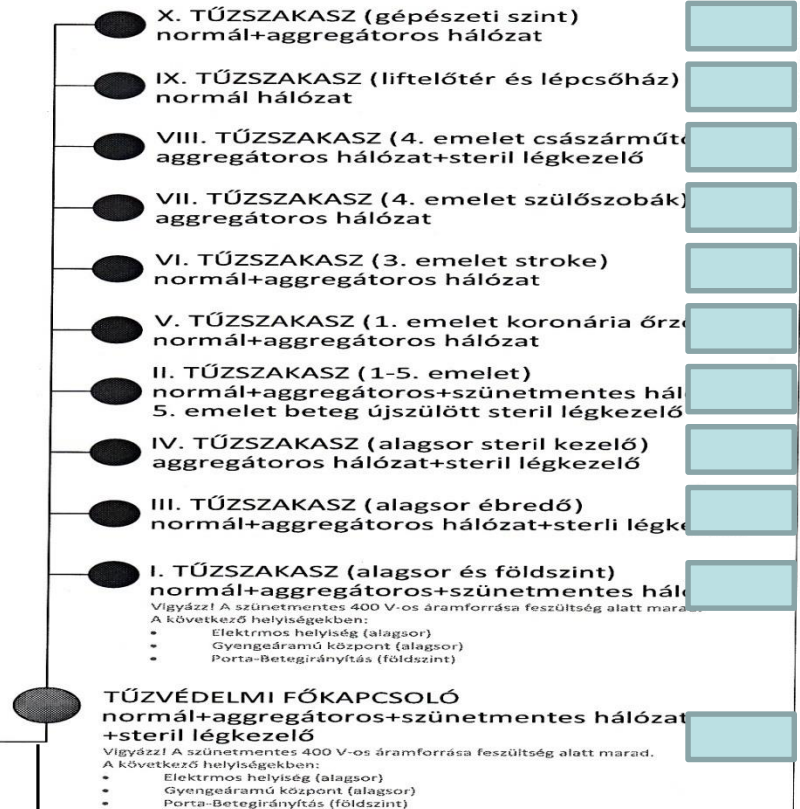 X. TŰZSZAKASZ (gépészeti szint)
normál+aggregátoros hálózat
IX. TŰZSZAKASZ (liftelőtér és lépcsőház)
normál hálózat
VIII. TŰZSZAKASZ (4. emelet
aggregátoros hálózat+steril légkezelő
VII. TŰZSZAKASZ (4. emelet szülőszobák)
aggregátoros hálózat
VI. TŰZSZAKASZ (3. emelet stroke)
normál+aggregátoros hálózat
V. TŰZSZAKASZ (1. emelet koronária
normál+aggregátoros hálózat
II. TŰZSZAKASZ (1-5. emelet)
normál+aggregátoros+szünetmentes
5. emelet beteg újszülött steril légkezelő
IV. TŰZSZAKASZ (alagsor steril kezelő)
aggregátoros hálózat+steril légkezelő
III. TŰZSZAKASZ (alagsor ébredő)
normál+aggregátoros hálózat+sterli
I. TŰZSZAKASZ (alagsor és földszint)
normál+aggregátoros+szünetmentes
Vigyázz! A szünetmentes 400 V-os áramforrása feszültség alatt marad.
A következő helyiségekben:
• Elektrmos helyiség (alagsor)
• Gyengeáramú központ (alagsor)
• Porta-Betegirányítás (földszint)
TŰZVÉDELMI FŐKAPCSOLÓ
normál+aggregátoros+szünetmentes hálózat
+steril légkezelő
Vigyázz! A szünetmentes 400 V-os áramforrása feszültség alatt marad.
A következő helyiségekben:
• Elektrmos helyiség (alagsor)
• Gyengeáramú központ (alagsor)
• Porta-Betegirányítás (földszint)